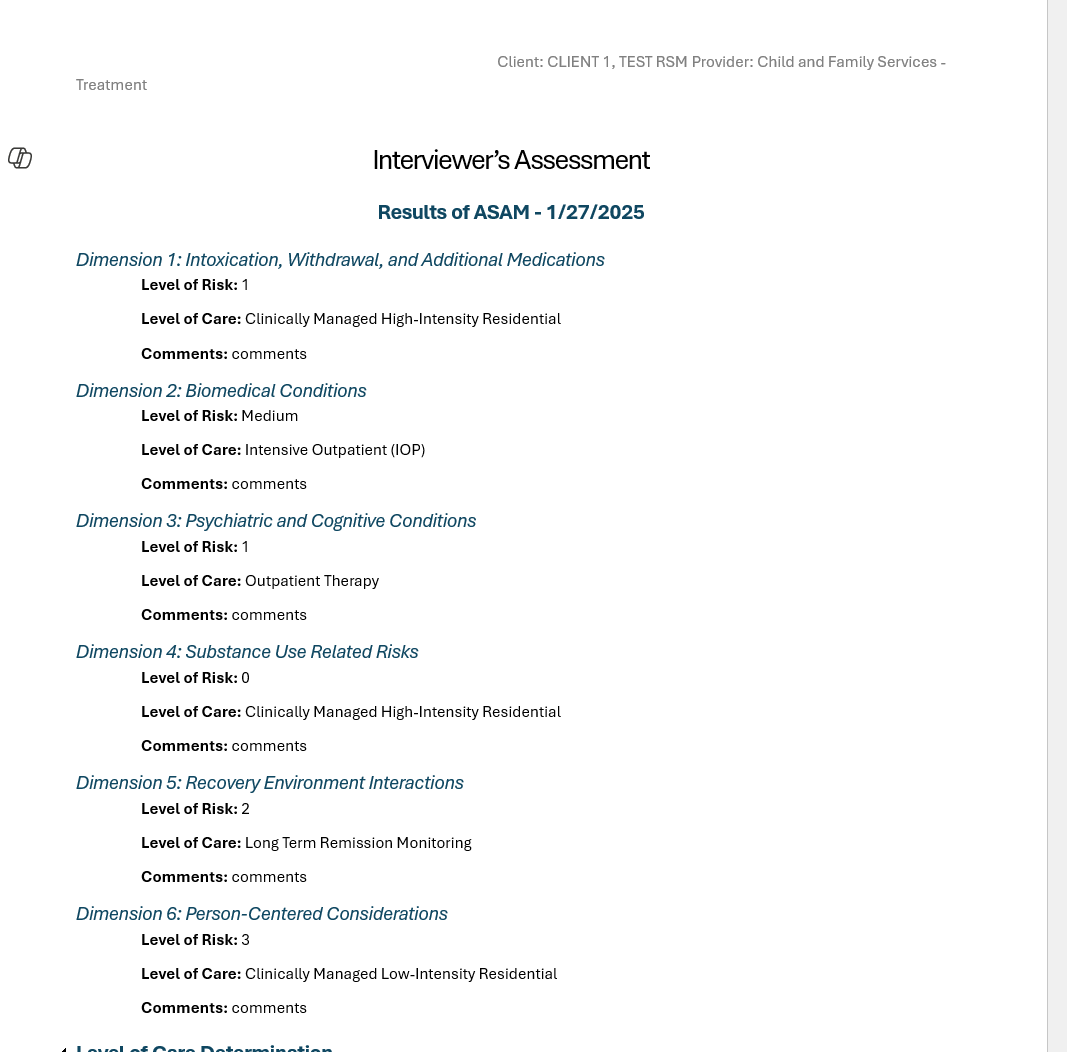 Client: CLIENT 1, TEST RSM Provider: Child and Family Services -
Treatment
Interviewer’s Assessment
Results of ASAM - 1/27/2025
Dimension 1: Intoxication, Withdrawal, and Additional Medications
Level of Risk: 1
Level of Care: Clinically Managed High-Intensity Residential
Comments: comments
Dimension 2: Biomedical Conditions
Level of Risk: Medium
Level of Care: Intensive Outpatient (IOP)
Comments: comments
Dimension 3: Psychiatric and Cognitive Conditions
Level of Risk: 1
Level of Care: Outpatient Therapy
Comments: comments
Dimension 4: Substance Use Related Risks
Level of Risk: 0
Level of Care: Clinically Managed High-Intensity Residential
Comments: comments
Dimension 5: Recovery Environment Interactions
Level of Risk: 2
Level of Care: Long Term Remission Monitoring
Comments: comments
Dimension 6: Person-Centered Considerations
Level of Risk: 3
Level of Care: Clinically Managed Low-Intensity Residential
Comments: comments
Level of Care Determination